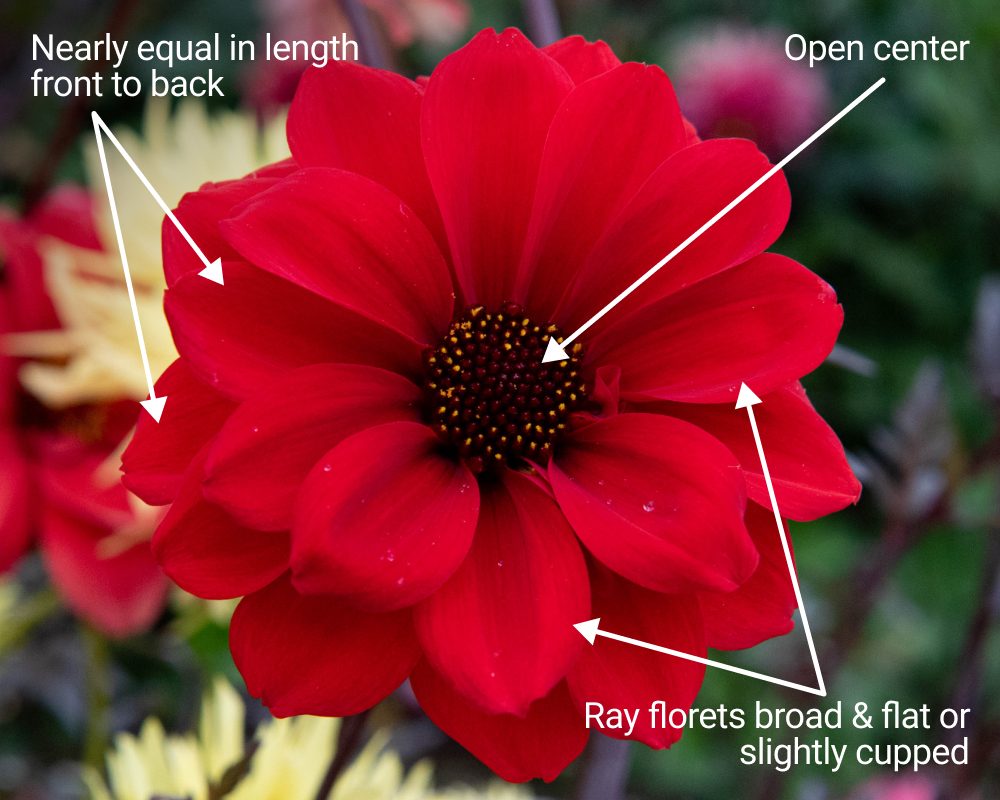 Nearly equal in length
front to back
Open center
Ray florets broad & flat or
slightly cupped